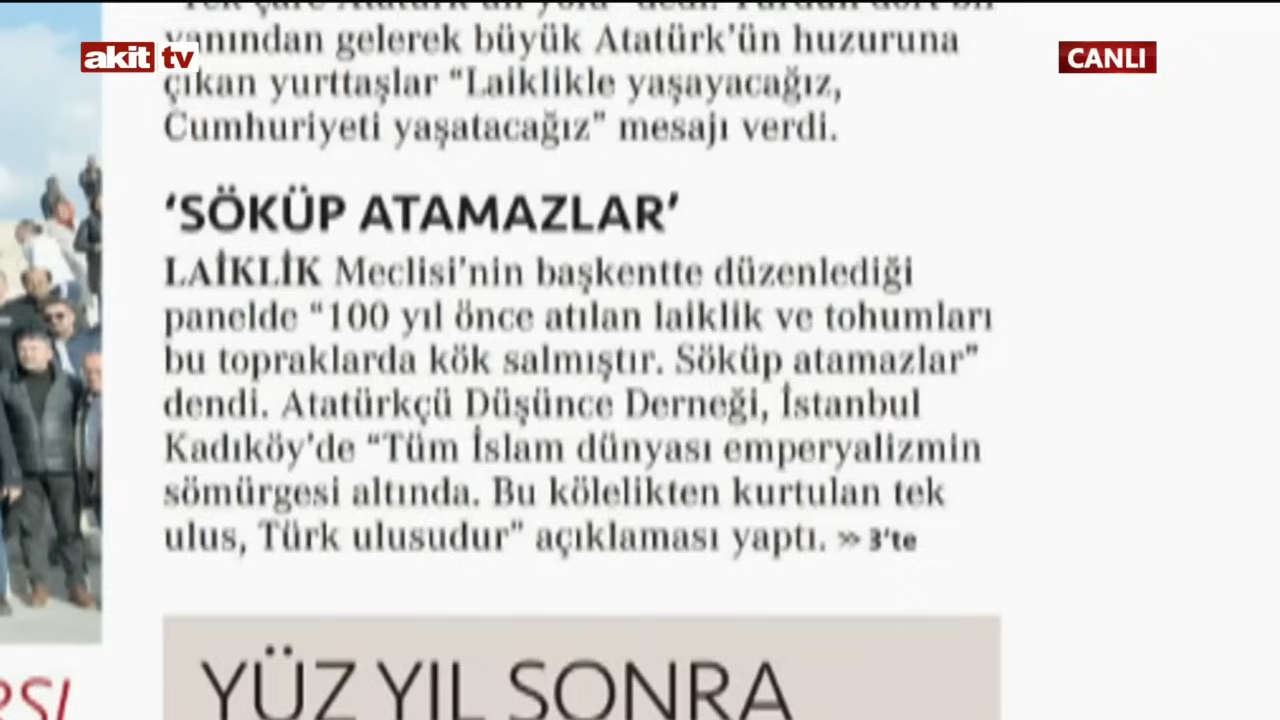 akit tv
CANLI
yanından gelerek büyük Atatürk’ün huzuruna
çıkan yurttaşlar “Laiklikle yaşayacağız,
Cumhuriyeti yaşatacağız” mesajı verdi.
‘SÖKÜP ATAMAZLAR’
LAİKLİK Meclisi’nin başkentte düzenlediği
panelde “100 yıl önce atılan laiklik ve tohumları
bu topraklarda kök salmıştır. Söküp atamazlar”
dendi. Atatürkçü Düşünce Derneği, İstanbul
Kadıköy’de “Tüm İslam dünyası emperyalizmin
sömürgesi altında. Bu kölelikten kurtulan tek
ulus, Türk ulusudur” açıklaması yaptı. » 3’te
YÜZ YIL SONRA